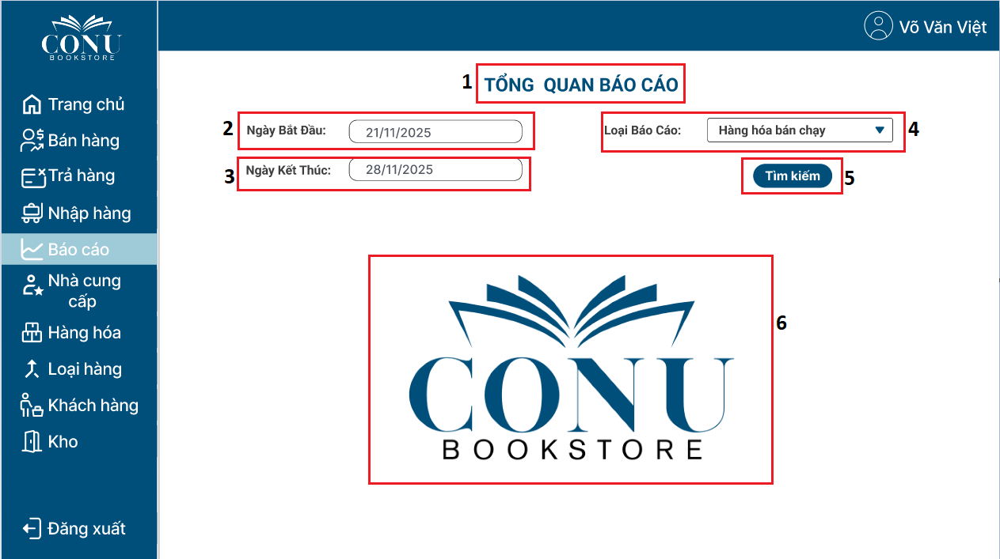 CONU
BOOKSTORE
Võ Văn Việt
Trang chủ
Bán hàng
Trả hàng
Nhập hàng
Báo cáo
Nhà cung
cấp
Hàng hóa
Loại hàng
Khách hàng
Kho
Đăng xuất
1 TỔNG QUAN BÁO CÁO
2 Ngày Bắt Đầu: 21/11/2025
Loại Báo Cáo: Hàng hóa bán chạy 4
3 Ngày Kết Thúc: 28/11/2025
Tìm kiếm 5
6
CONU
BOOKSTORE